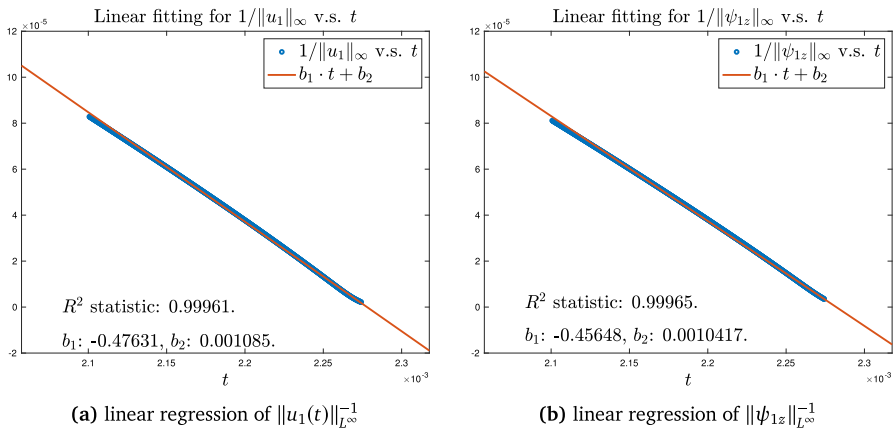 Linear fitting for 1/‖u₁‖∞ v.s. t
×10⁻⁵
12
10
8
6
4
2
0
-2
2.1
2.15
2.2
2.25
2.3
×10⁻³
t
1/‖u₁‖∞ v.s. t
b₁ · t + b₂
R² statistic: 0.99961.
b₁: -0.47631, b₂: 0.001085.
(a) linear regression of ‖u₁(t)‖⁻¹_L∞
Linear fitting for 1/‖ψ₁z‖∞ v.s. t
×10⁻⁵
12
10
8
6
4
2
0
-2
2.1
2.15
2.2
2.25
2.3
×10⁻³
t
1/‖ψ₁z‖∞ v.s. t
b₁ · t + b₂
R² statistic: 0.99965.
b₁: -0.45648, b₂: 0.0010417.
(b) linear regression of ‖ψ₁z‖⁻¹_L∞